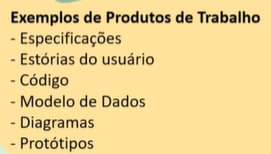 Exemplos de Produtos de Trabalho
- Especificações
- Estórias do usuário
- Código
- Modelo de Dados
- Diagramas
- Protótipos